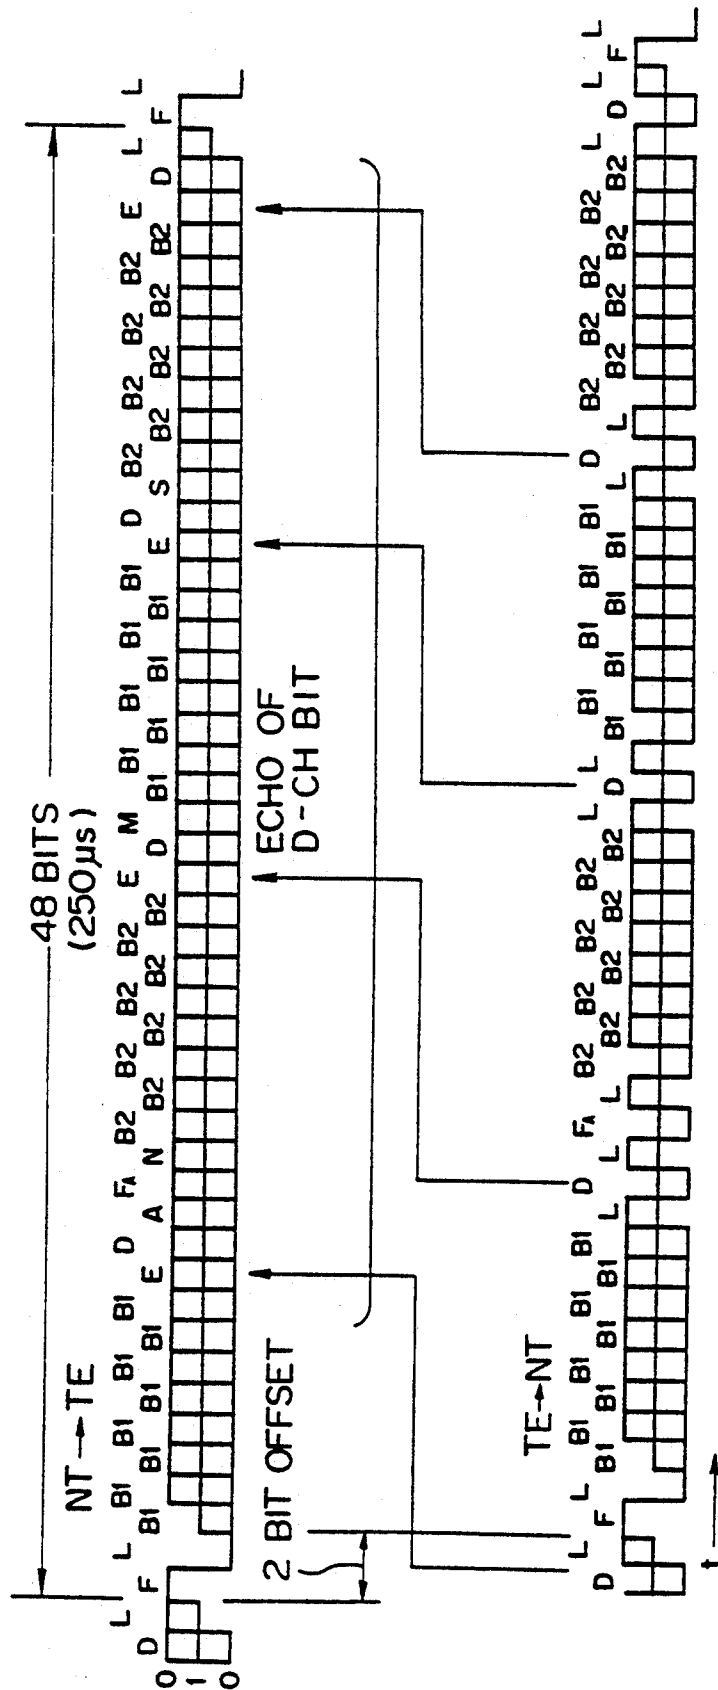 48 BITS
(250μs)
NT→TE
L L B1 B1 B1 B1 D FA B2 B2 B2 B2 E M B1 B1 B1 B1 D B2 B2 B2 B2 E L L
D F B1 B1 B1 B1 E A N B2 B2 B2 B2 D B1 B1 B1 B1 E S B2 B2 B2 B2 D F
0
1
0
2 BIT OFFSET
ECHO OF
D-CH BIT
TE→NT
L L B1 B1 B1 B1 D FA B2 B2 B2 B2 L L B1 B1 B1 B1 D B2 B2 B2 B2 L L L
D F B1 B1 B1 B1 L L L B2 B2 B2 B2 D B1 B1 B1 B1 L L B2 B2 B2 B2 D F
t